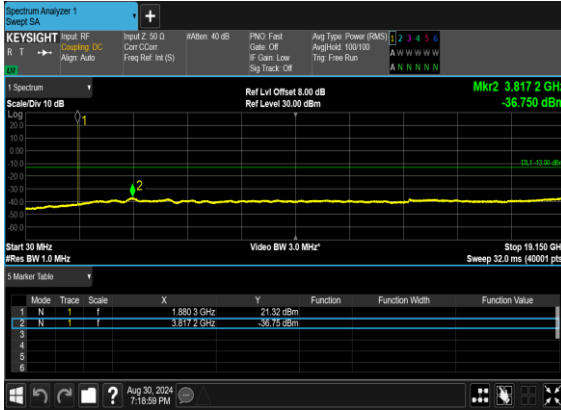 Spectrum Analyzer 1
Swept SA
+
KEYSIGHT Input: RF Input Z: 50 Ω #Atten: 40 dB PNO: Fast Avg Type: Power (RMS) 1 2 3 4 5 6
R T Coupling: DC Corr CCorr Gate: Off Avg|Hold: 100/100 A W W W W W
Align: Auto Freq Ref: Int (S) IF Gain: Low Trig: Free Run
LXI Sig Track: Off A N N N N N
1 Spectrum Ref Lvl Offset 8.00 dB Mkr2 3.817 2 GHz
Scale/Div 10 dB Ref Level 30.00 dBm -36.750 dBm
Log
20.0 1
10.0
0.00
-10.0 DL1 -13.00 dBm
-20.0
-30.0 2
-40.0
-50.0
-60.0
Start 30 MHz Video BW 3.0 MHz* Stop 19.150 GHz
#Res BW 1.0 MHz Sweep 32.0 ms (40001 pts)
5 Marker Table
Mode Trace Scale X Y Function Function Width Function Value
1 N 1 f 1.880 3 GHz 21.32 dBm
2 N 1 f 3.817 2 GHz -36.75 dBm
3
4
5
6
? Aug 30, 2024
7:18:59 PM